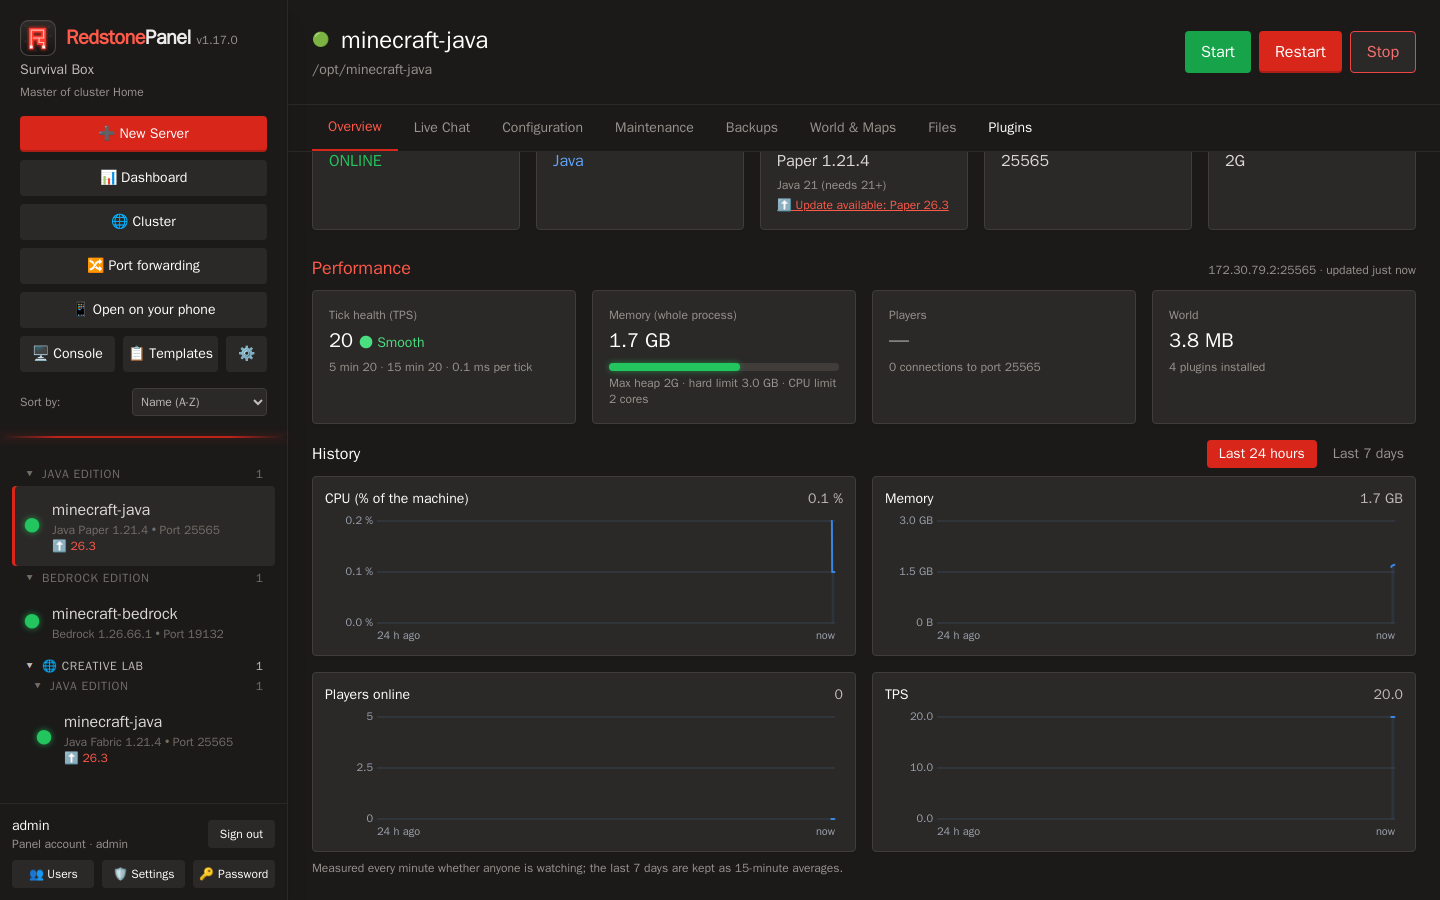 RedstonePanel v1.17.0
Survival Box
Master of cluster Home
➕ New Server
📊 Dashboard
🌐 Cluster
🔀 Port forwarding
📱 Open on your phone
🖥️ Console
📋 Templates
⚙️
Sort by:
Name (A-Z)
▼ JAVA EDITION 1
minecraft-java
Java Paper 1.21.4 • Port 25565
⬆️ 26.3
▼ BEDROCK EDITION 1
minecraft-bedrock
Bedrock 1.26.66.1 • Port 19132
▼ 🌐 CREATIVE LAB 1
▼ JAVA EDITION 1
minecraft-java
Java Fabric 1.21.4 • Port 25565
⬆️ 26.3
admin
Panel account · admin
Sign out
👥 Users
🛡️ Settings
🔑 Password
minecraft-java
/opt/minecraft-java
Start
Restart
Stop
Overview
Live Chat
Configuration
Maintenance
Backups
World & Maps
Files
Plugins
ONLINE
Java
Paper 1.21.4
Java 21 (needs 21+)
⬆️ Update available: Paper 26.3
25565
2G
Performance
172.30.79.2:25565 · updated just now
Tick health (TPS)
20 Smooth
5 min 20 · 15 min 20 · 0.1 ms per tick
Memory (whole process)
1.7 GB
Max heap 2G · hard limit 3.0 GB · CPU limit
2 cores
Players
—
0 connections to port 25565
World
3.8 MB
4 plugins installed
History
Last 24 hours
Last 7 days
CPU (% of the machine) 0.1 %
0.2 %
0.1 %
0.0 %
24 h ago now
Memory 1.7 GB
3.0 GB
1.5 GB
0 B
24 h ago now
Players online 0
5
2.5
0
24 h ago now
TPS 20.0
20.0
10.0
0.0
24 h ago now
Measured every minute whether anyone is watching; the last 7 days are kept as 15-minute averages.